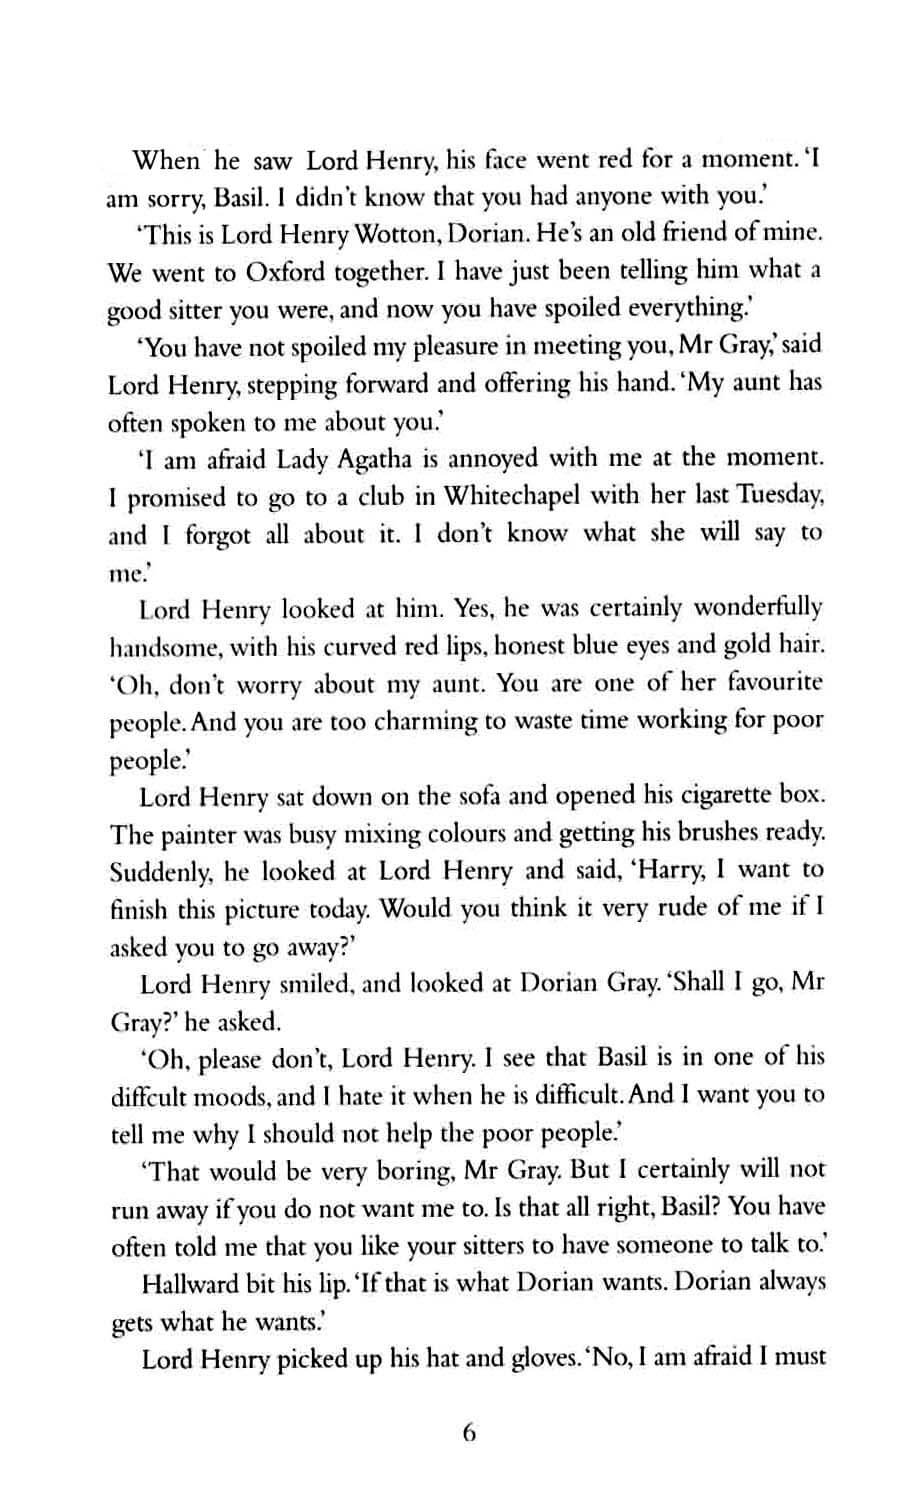 When he saw Lord Henry, his face went red for a moment. ‘I
am sorry, Basil. I didn’t know that you had anyone with you.’
‘This is Lord Henry Wotton, Dorian. He’s an old friend of mine.
We went to Oxford together. I have just been telling him what a
good sitter you were, and now you have spoiled everything.’
‘You have not spoiled my pleasure in meeting you, Mr Gray,’ said
Lord Henry, stepping forward and offering his hand. ‘My aunt has
often spoken to me about you.’
‘I am afraid Lady Agatha is annoyed with me at the moment.
I promised to go to a club in Whitechapel with her last Tuesday,
and I forgot all about it. I don’t know what she will say to
me.’
Lord Henry looked at him. Yes, he was certainly wonderfully
handsome, with his curved red lips, honest blue eyes and gold hair.
‘Oh, don’t worry about my aunt. You are one of her favourite
people. And you are too charming to waste time working for poor
people.’
Lord Henry sat down on the sofa and opened his cigarette box.
The painter was busy mixing colours and getting his brushes ready.
Suddenly, he looked at Lord Henry and said, ‘Harry, I want to
finish this picture today. Would you think it very rude of me if I
asked you to go away?’
Lord Henry smiled, and looked at Dorian Gray. ‘Shall I go, Mr
Gray?’ he asked.
‘Oh, please don’t, Lord Henry. I see that Basil is in one of his
diffcult moods, and I hate it when he is difficult. And I want you to
tell me why I should not help the poor people.’
‘That would be very boring, Mr Gray. But I certainly will not
run away if you do not want me to. Is that all right, Basil? You have
often told me that you like your sitters to have someone to talk to.’
Hallward bit his lip. ‘If that is what Dorian wants. Dorian always
gets what he wants.’
Lord Henry picked up his hat and gloves. ‘No, I am afraid I must
6